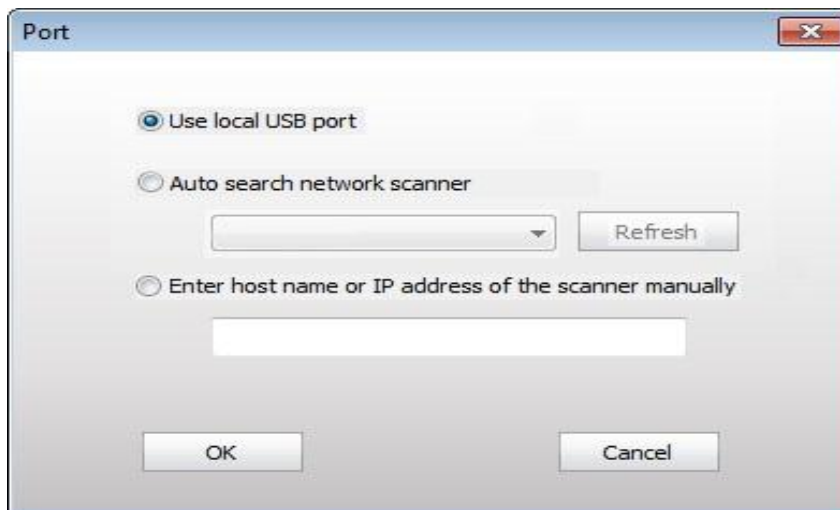 Port
Use local USB port
Auto search network scanner
Refresh
Enter host name or IP address of the scanner manually
OK
Cancel